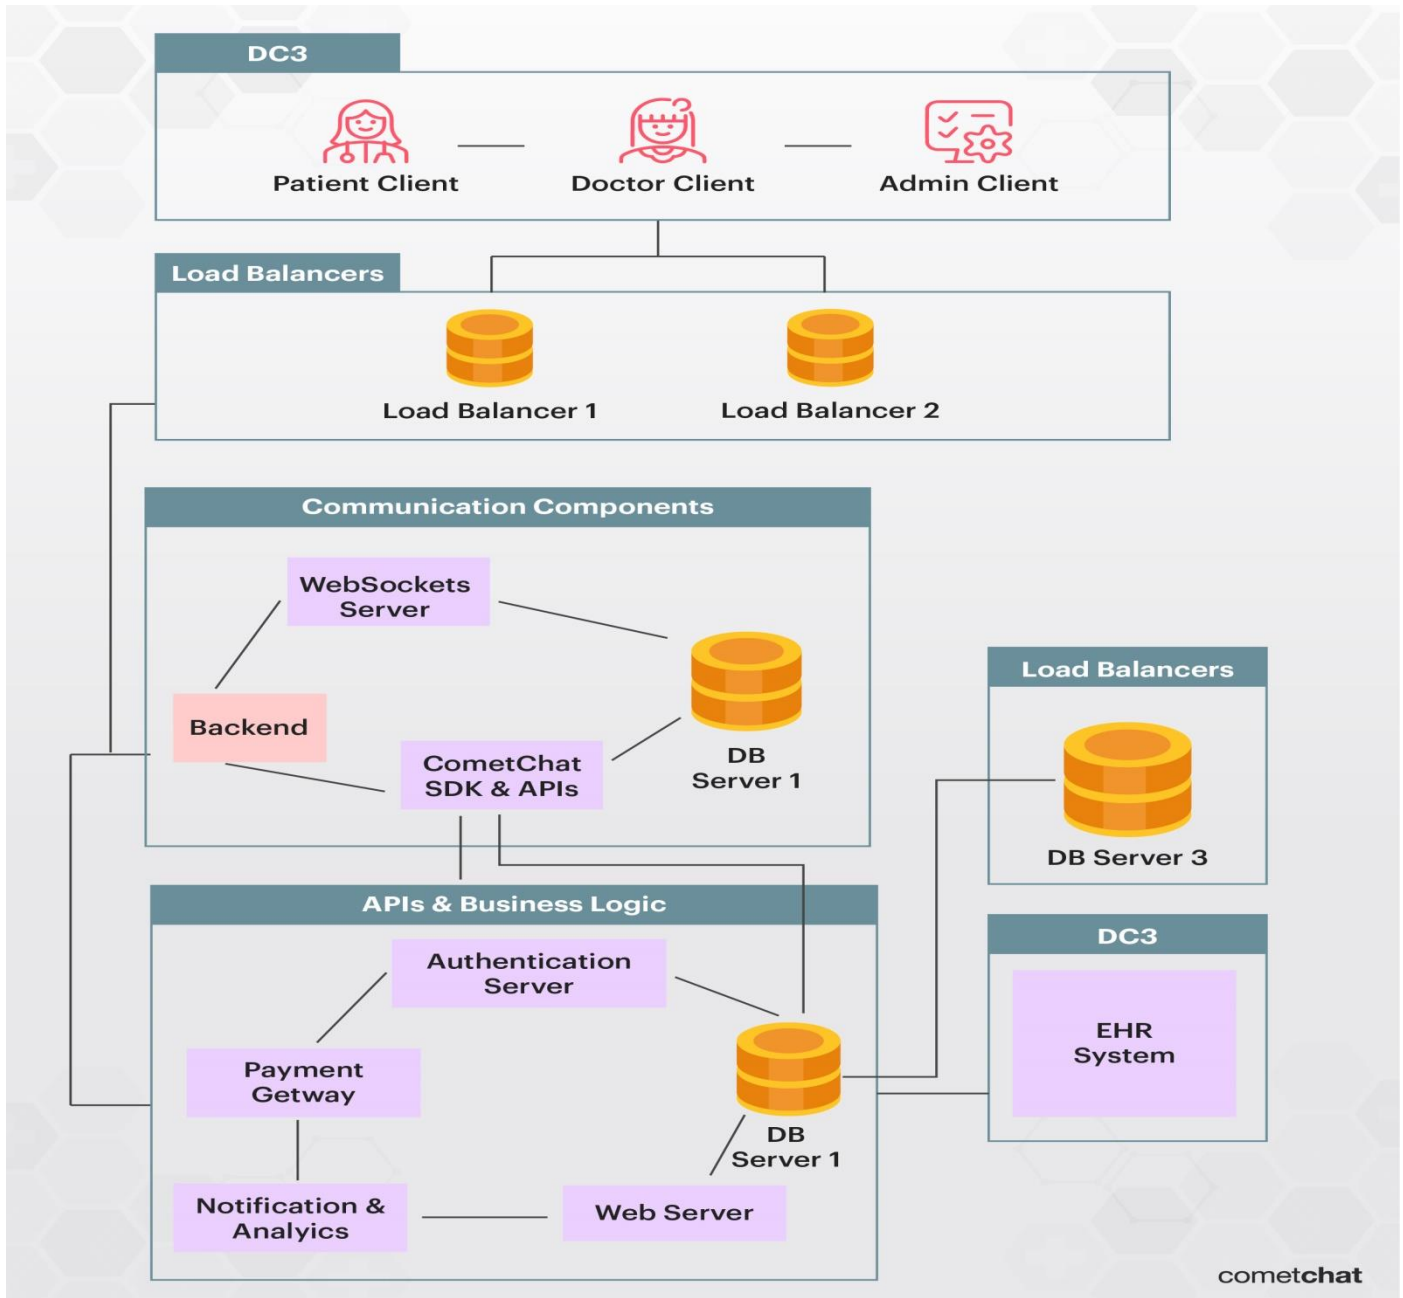 DC3
Patient Client
Doctor Client
Admin Client
Load Balancers
Load Balancer 1
Load Balancer 2
Communication Components
WebSockets
Server
Backend
CometChat
SDK & APIs
DB
Server 1
Load Balancers
DB Server 3
APIs & Business Logic
Authentication
Server
Payment
Getway
DB
Server 1
Notification &
Analyics
Web Server
DC3
EHR
System
cometchat